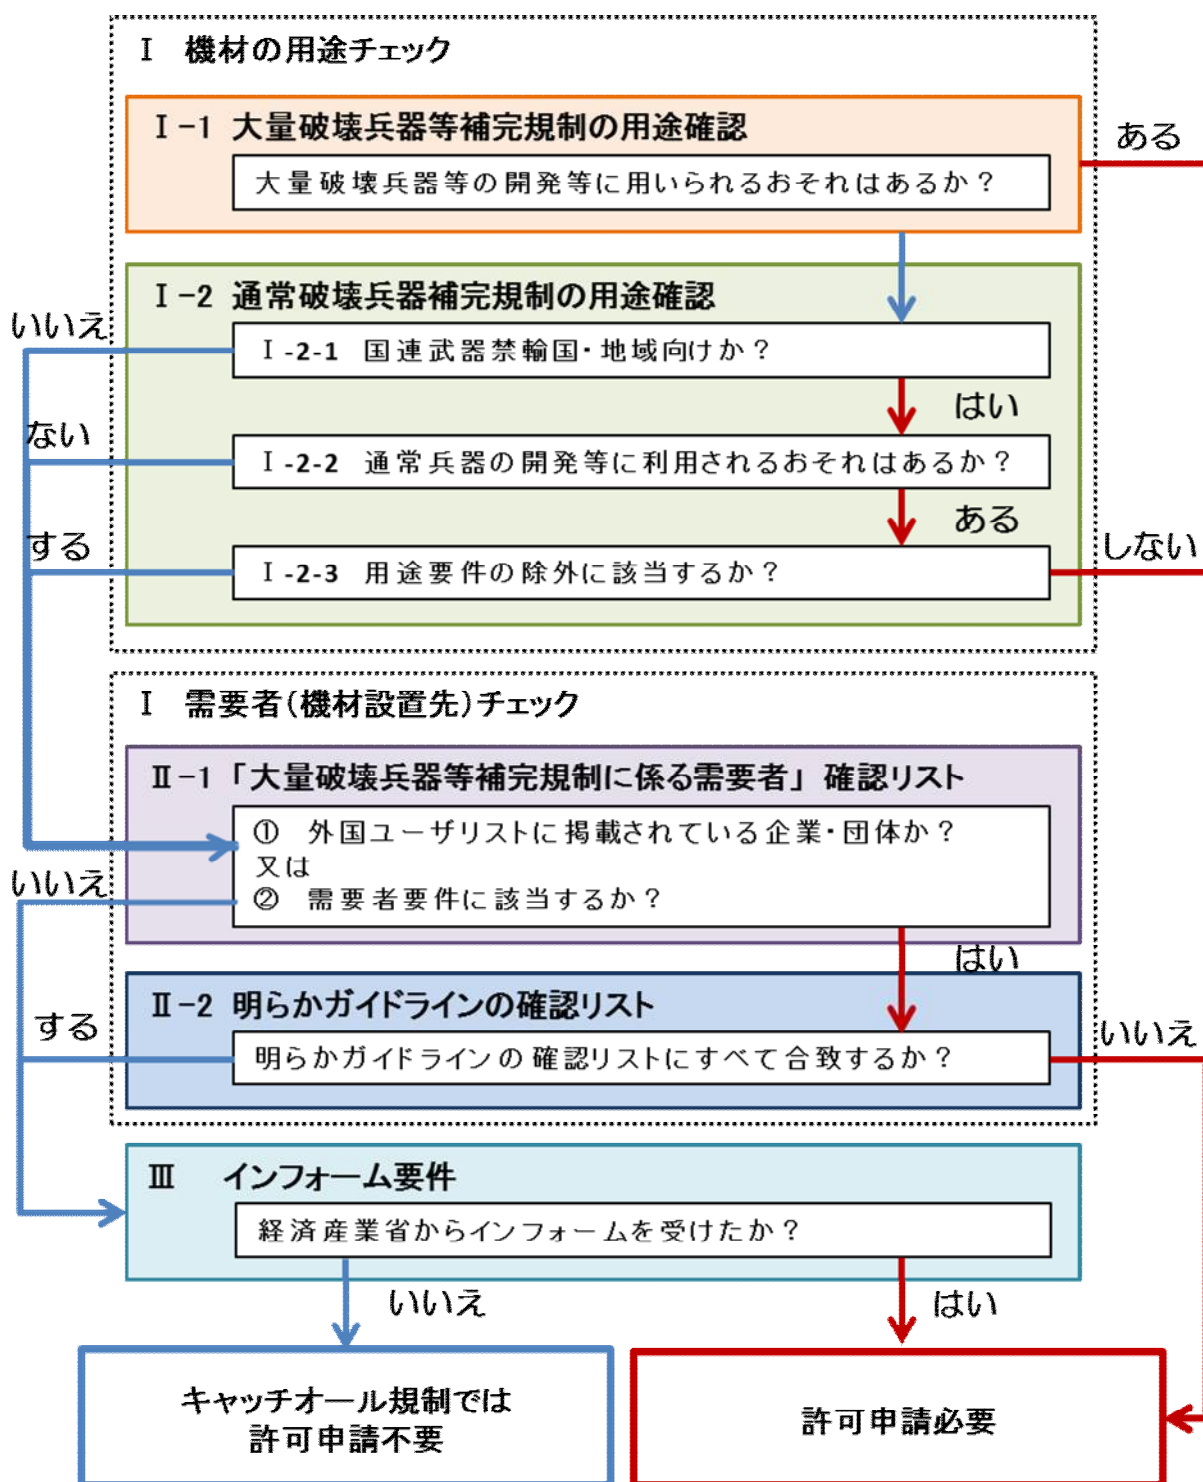 Ⅰ 機材の用途チェック
Ⅰ-1 大量破壊兵器等補完規制の用途確認
大量破壊兵器等の開発等に用いられるおそれはあるか？
ある
Ⅰ-2 通常破壊兵器補完規制の用途確認
いいえ
Ⅰ-2-1 国連武器禁輸国・地域向けか？
はい
ない
Ⅰ-2-2 通常兵器の開発等に利用されるおそれはあるか？
ある
する
Ⅰ-2-3 用途要件の除外に該当するか？
しない
Ⅰ 需要者(機材設置先)チェック
Ⅱ-1 「大量破壊兵器等補完規制に係る需要者」 確認リスト
① 外国ユーザリストに掲載されている企業・団体か？
又は
② 需要者要件に該当するか？
いいえ
はい
Ⅱ-2 明らかガイドラインの確認リスト
する
明らかガイドラインの確認リストにすべて合致するか？
いいえ
Ⅲ インフォーム要件
経済産業省からインフォームを受けたか？
いいえ
はい
キャッチオール規制では
許可申請不要
許可申請必要